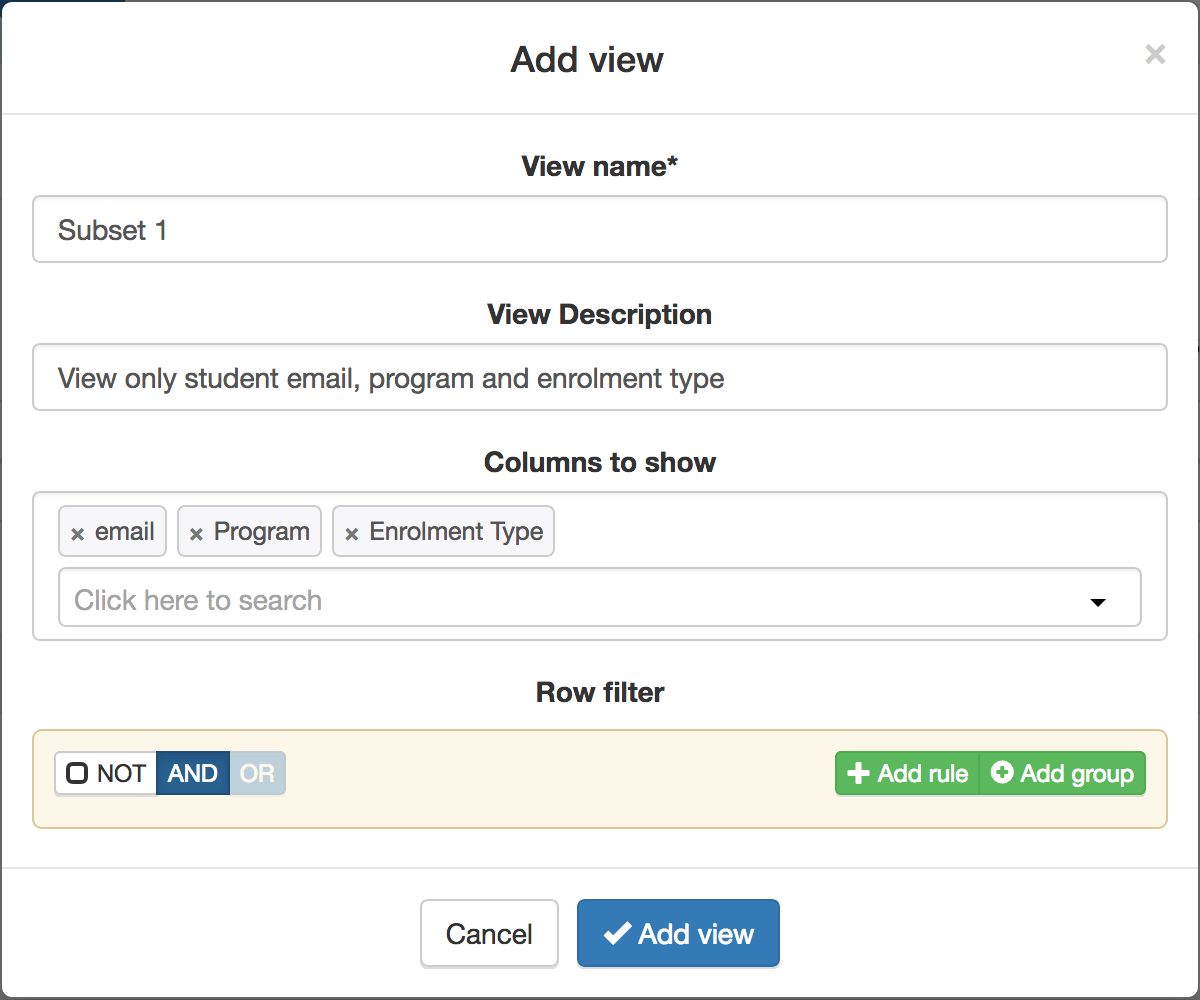 Add view ×
View name*
Subset 1
View Description
View only student email, program and enrolment type
Columns to show
× email × Program × Enrolment Type
Click here to search
Row filter
NOT AND OR Add rule Add group
Cancel Add view